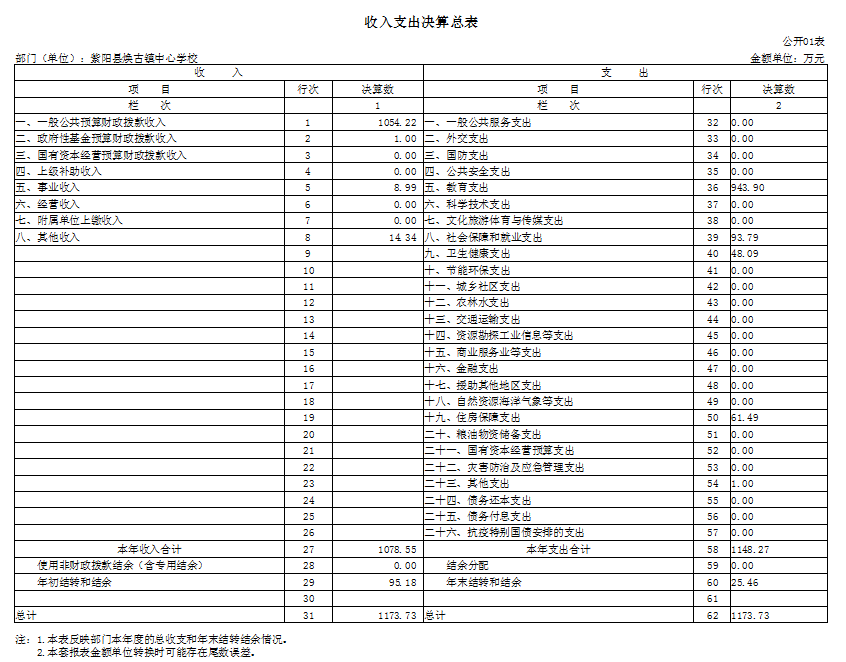 收入支出决算总表
公开01表
部门（单位）：紫阳县焕古镇中心学校 金额单位：万元
收 入 支 出
项 目 行次 决算数 项 目 行次 决算数
栏 次 1 栏 次 2
一、一般公共预算财政拨款收入 1 1054.22 一、一般公共服务支出 32 0.00
二、政府性基金预算财政拨款收入 2 1.00 二、外交支出 33 0.00
三、国有资本经营预算财政拨款收入 3 0.00 三、国防支出 34 0.00
四、上级补助收入 4 0.00 四、公共安全支出 35 0.00
五、事业收入 5 8.99 五、教育支出 36 943.90
六、经营收入 6 0.00 六、科学技术支出 37 0.00
七、附属单位上缴收入 7 0.00 七、文化旅游体育与传媒支出 38 0.00
八、其他收入 8 14.34 八、社会保障和就业支出 39 93.79
9 九、卫生健康支出 40 48.09
10 十、节能环保支出 41 0.00
11 十一、城乡社区支出 42 0.00
12 十二、农林水支出 43 0.00
13 十三、交通运输支出 44 0.00
14 十四、资源勘探工业信息等支出 45 0.00
15 十五、商业服务业等支出 46 0.00
16 十六、金融支出 47 0.00
17 十七、援助其他地区支出 48 0.00
18 十八、自然资源海洋气象等支出 49 0.00
19 十九、住房保障支出 50 61.49
20 二十、粮油物资储备支出 51 0.00
21 二十一、国有资本经营预算支出 52 0.00
22 二十二、灾害防治及应急管理支出 53 0.00
23 二十三、其他支出 54 1.00
24 二十四、债务还本支出 55 0.00
25 二十五、债务付息支出 56 0.00
26 二十六、抗疫特别国债安排的支出 57 0.00
本年收入合计 27 1078.55 本年支出合计 58 1148.27
使用非财政拨款结余（含专用结余） 28 0.00 结余分配 59 0.00
年初结转和结余 29 95.18 年末结转和结余 60 25.46
30 61
总计 31 1173.73 总计 62 1173.73
注：1.本表反映部门本年度的总收支和年末结转结余情况。
2.本套报表金额单位转换时可能存在尾数误差。